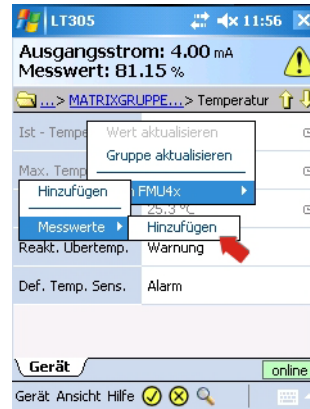 LT305 11:56
Ausgangsstrom: 4.00 mA
Messwert: 81.15 %
...> MATRIXGRUPPE...> Temperatur
Ist - Tempe
Wert aktualisieren
Gruppe aktualisieren
Max. Temp
Hinzufügen
FMU4x
25.3 °C
Messwerte
Hinzufügen
Reakt. Übertemp. Warnung
Def. Temp. Sens. Alarm
Gerät
online
Gerät Ansicht Hilfe